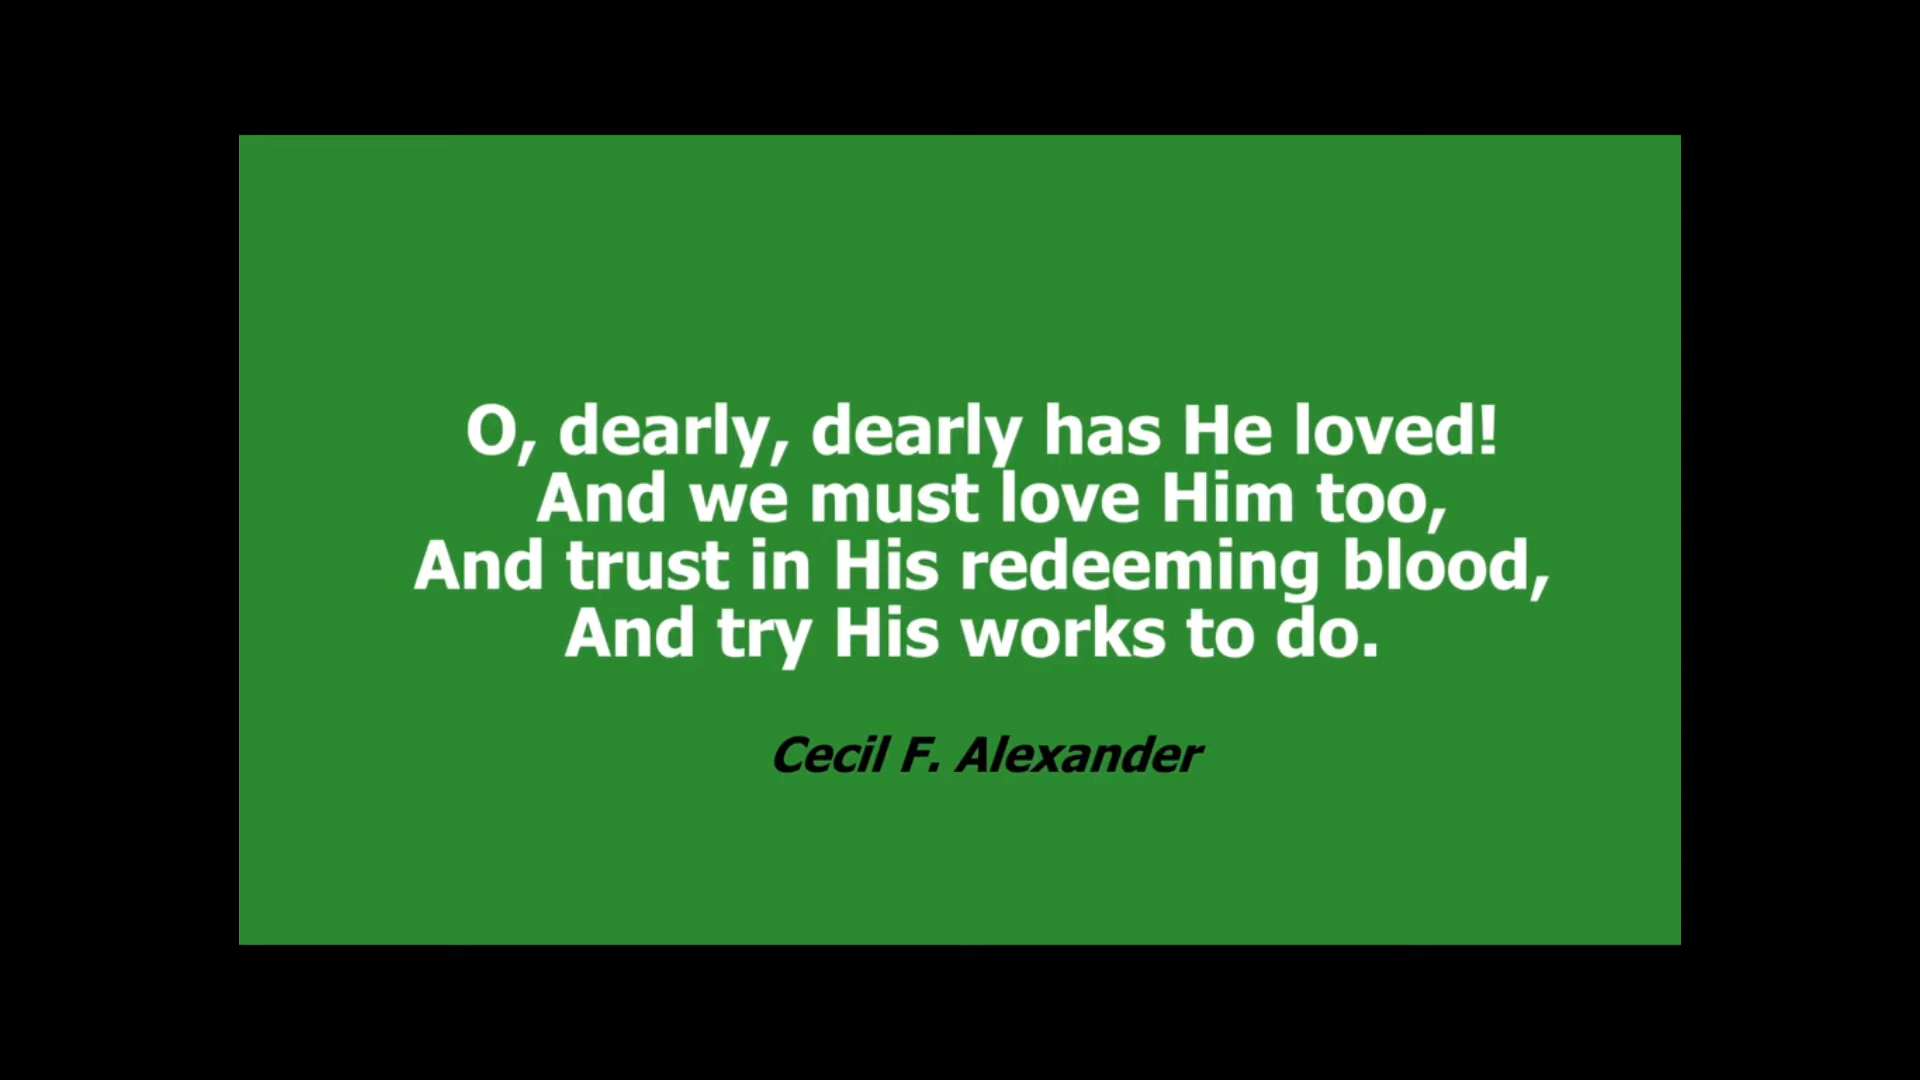 O, dearly, dearly has He loved!
And we must love Him too,
And trust in His redeeming blood,
And try His works to do.
Cecil F. Alexander